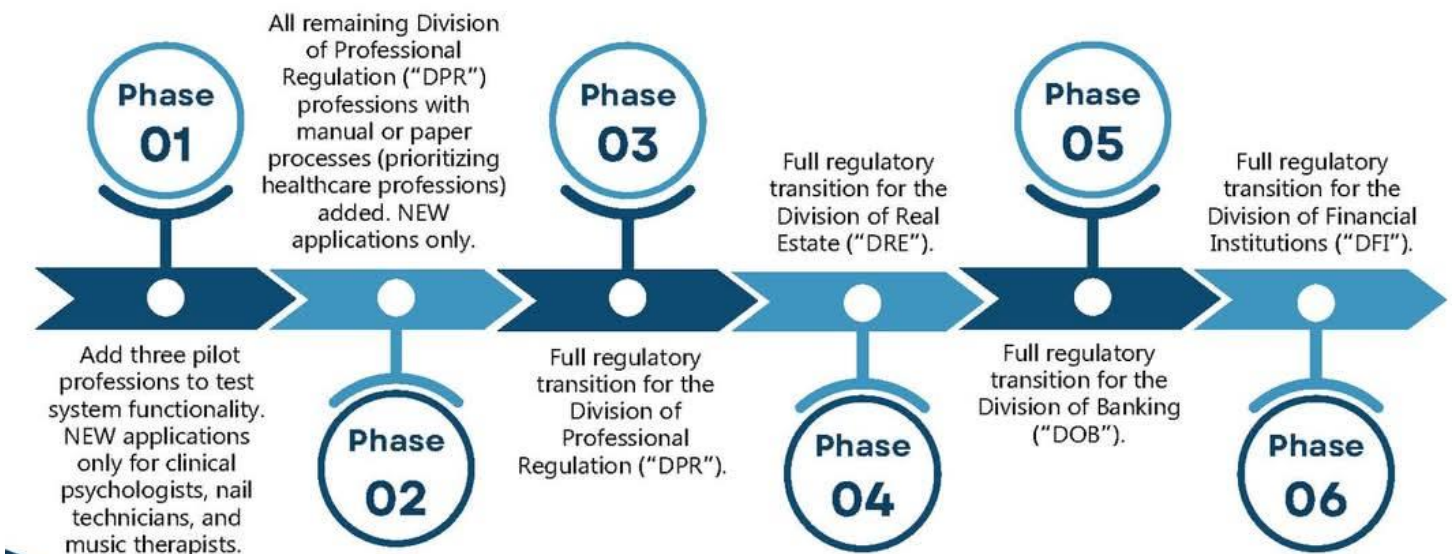 Phase
01
Add three pilot
professions to test
system functionality.
NEW applications
only for clinical
psychologists, nail
technicians, and
music therapists.
All remaining Division
of Professional
Regulation (“DPR”)
professions with
manual or paper
processes (prioritizing
healthcare professions)
added. NEW
applications only.
Phase
02
Phase
03
Full regulatory
transition for the
Division of
Professional
Regulation (“DPR”).
Full regulatory
transition for the
Division of Real
Estate (“DRE”).
Phase
04
Phase
05
Full regulatory
transition for the
Division of Banking
(“DOB”).
Full regulatory
transition for the
Division of Financial
Institutions (“DFI”).
Phase
06